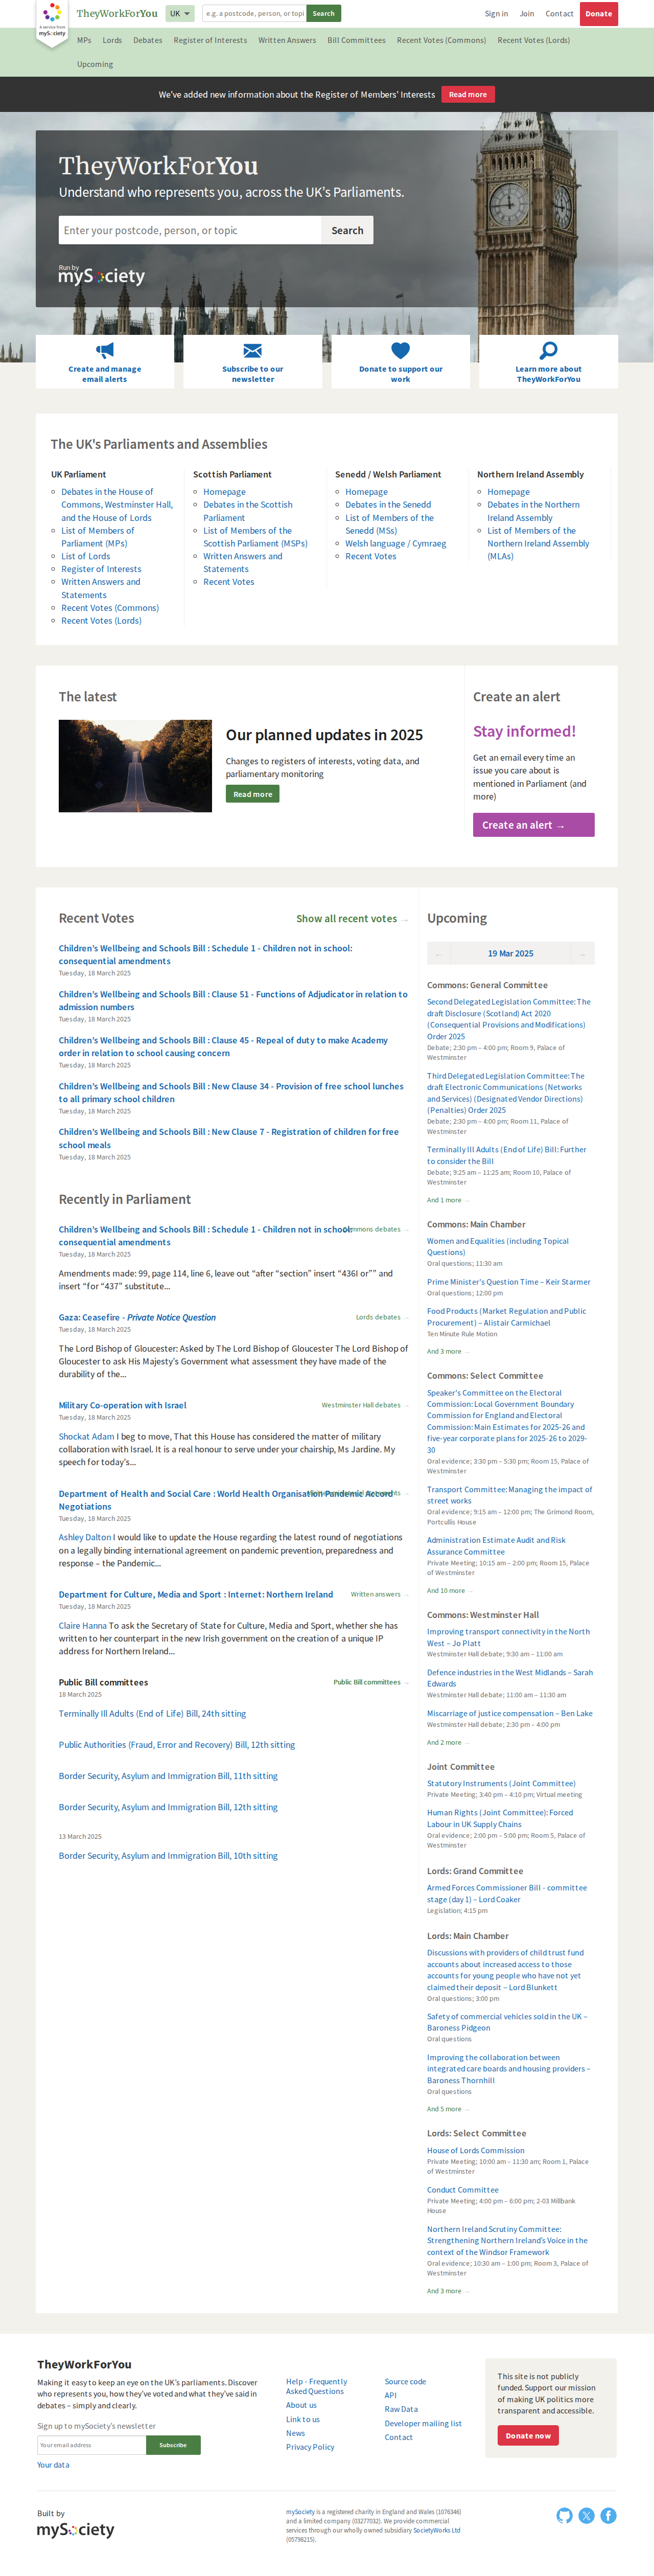 a service from
mySociety
TheyWorkForYou
UK
e.g. a postcode, person, or topi
Search
Sign in
Join
Contact
Donate
MPs
Lords
Debates
Register of Interests
Written Answers
Bill Committees
Recent Votes (Commons)
Recent Votes (Lords)
Upcoming
We've added new information about the Register of Members' Interests
Read more
TheyWorkForYou
Understand who represents you, across the UK's Parliaments.
Enter your postcode, person, or topic
Search
Run by
mySociety
Create and manage
email alerts
Subscribe to our
newsletter
Donate to support our
work
Learn more about
TheyWorkForYou
The UK's Parliaments and Assemblies
UK Parliament
Debates in the House of
Commons, Westminster Hall,
and the House of Lords
List of Members of
Parliament (MPs)
List of Lords
Register of Interests
Written Answers and
Statements
Recent Votes (Commons)
Recent Votes (Lords)
Scottish Parliament
Homepage
Debates in the Scottish
Parliament
List of Members of the
Scottish Parliament (MSPs)
Written Answers and
Statements
Recent Votes
Senedd / Welsh Parliament
Homepage
Debates in the Senedd
List of Members of the
Senedd (MSs)
Welsh language / Cymraeg
Recent Votes
Northern Ireland Assembly
Homepage
Debates in the Northern
Ireland Assembly
List of Members of the
Northern Ireland Assembly
(MLAs)
The latest
Our planned updates in 2025
Changes to registers of interests, voting data, and
parliamentary monitoring
Read more
Create an alert
Stay informed!
Get an email every time an
issue you care about is
mentioned in Parliament (and
more)
Create an alert →
Recent Votes
Show all recent votes →
Children's Wellbeing and Schools Bill : Schedule 1 - Children not in school:
consequential amendments
Tuesday, 18 March 2025
Children's Wellbeing and Schools Bill : Clause 51 - Functions of Adjudicator in relation to
admission numbers
Tuesday, 18 March 2025
Children's Wellbeing and Schools Bill : Clause 45 - Repeal of duty to make Academy
order in relation to school causing concern
Tuesday, 18 March 2025
Children's Wellbeing and Schools Bill : New Clause 34 - Provision of free school lunches
to all primary school children
Tuesday, 18 March 2025
Children's Wellbeing and Schools Bill : New Clause 7 - Registration of children for free
school meals
Tuesday, 18 March 2025
Recently in Parliament
Children's Wellbeing and Schools Bill : Schedule 1 - Children not in school:
Commons debates →
consequential amendments
Tuesday, 18 March 2025
Amendments made: 99, page 114, line 6, leave out “after “section” insert “436I or”” and
insert “for “437” substitute...
Gaza: Ceasefire - Private Notice Question
Lords debates →
Tuesday, 18 March 2025
The Lord Bishop of Gloucester: Asked by The Lord Bishop of Gloucester The Lord Bishop of
Gloucester to ask His Majesty's Government what assessment they have made of the
durability of the...
Military Co-operation with Israel
Westminster Hall debates →
Tuesday, 18 March 2025
Shockat Adam I beg to move, That this House has considered the matter of military
collaboration with Israel. It is a real honour to serve under your chairship, Ms Jardine. My
speech for today's...
Department of Health and Social Care : World Health Organisation Pandemic Accord
Negotiations
Tuesday, 18 March 2025
Ashley Dalton I would like to update the House regarding the latest round of negotiations
on a legally binding international agreement on pandemic prevention, preparedness and
response – the Pandemic...
Department for Culture, Media and Sport : Internet: Northern Ireland
Written answers →
Tuesday, 18 March 2025
Claire Hanna To ask the Secretary of State for Culture, Media and Sport, whether she has
written to her counterpart in the new Irish government on the creation of a unique IP
address for Northern Ireland...
Public Bill committees
Public Bill committees →
18 March 2025
Terminally Ill Adults (End of Life) Bill, 24th sitting
Public Authorities (Fraud, Error and Recovery) Bill, 12th sitting
Border Security, Asylum and Immigration Bill, 11th sitting
Border Security, Asylum and Immigration Bill, 12th sitting
13 March 2025
Border Security, Asylum and Immigration Bill, 10th sitting
Upcoming
←
19 Mar 2025
→
Commons: General Committee
Second Delegated Legislation Committee: The
draft Disclosure (Scotland) Act 2020
(Consequential Provisions and Modifications)
Order 2025
Debate; 2:30 pm – 4:00 pm; Room 9, Palace of
Westminster
Third Delegated Legislation Committee: The
draft Electronic Communications (Networks
and Services) (Designated Vendor Directions)
(Penalties) Order 2025
Debate; 2:30 pm – 4:00 pm; Room 11, Palace of
Westminster
Terminally Ill Adults (End of Life) Bill: Further
to consider the Bill
Debate; 9:25 am – 11:25 am; Room 10, Palace of
Westminster
And 1 more →
Commons: Main Chamber
Women and Equalities (including Topical
Questions)
Oral questions; 11:30 am
Prime Minister's Question Time – Keir Starmer
Oral questions; 12:00 pm
Food Products (Market Regulation and Public
Procurement) – Alistair Carmichael
Ten Minute Rule Motion
And 3 more →
Commons: Select Committee
Speaker's Committee on the Electoral
Commission: Local Government Boundary
Commission for England and Electoral
Commission: Main Estimates for 2025-26 and
five-year corporate plans for 2025-26 to 2029-
30
Oral evidence; 3:30 pm – 5:30 pm; Room 15, Palace of
Westminster
Transport Committee: Managing the impact of
street works
Oral evidence; 9:15 am – 12:00 pm; The Grimond Room,
Portcullis House
Administration Estimate Audit and Risk
Assurance Committee
Private Meeting; 10:15 am – 2:00 pm; Room 15, Palace
of Westminster
And 10 more →
Commons: Westminster Hall
Improving transport connectivity in the North
West – Jo Platt
Westminster Hall debate; 9:30 am – 11:00 am
Defence industries in the West Midlands – Sarah
Edwards
Westminster Hall debate; 11:00 am – 11:30 am
Miscarriage of justice compensation – Ben Lake
Westminster Hall debate; 2:30 pm – 4:00 pm
And 2 more →
Joint Committee
Statutory Instruments (Joint Committee)
Private Meeting; 3:40 pm – 4:10 pm; Virtual meeting
Human Rights (Joint Committee): Forced
Labour in UK Supply Chains
Oral evidence; 2:00 pm – 5:00 pm; Room 5, Palace of
Westminster
Lords: Grand Committee
Armed Forces Commissioner Bill - committee
stage (day 1) – Lord Coaker
Legislation; 4:15 pm
Lords: Main Chamber
Discussions with providers of child trust fund
accounts about increased access to those
accounts for young people who have not yet
claimed their deposit – Lord Blunkett
Oral questions; 3:00 pm
Safety of commercial vehicles sold in the UK –
Baroness Pidgeon
Oral questions
Improving the collaboration between
integrated care boards and housing providers –
Baroness Thornhill
Oral questions
And 5 more →
Lords: Select Committee
House of Lords Commission
Private Meeting; 10:00 am – 11:30 am; Room 1, Palace
of Westminster
Conduct Committee
Private Meeting; 4:00 pm – 6:00 pm; 2-03 Millbank
House
Northern Ireland Scrutiny Committee:
Strengthening Northern Ireland's Voice in the
context of the Windsor Framework
Oral evidence; 10:30 am – 1:00 pm; Room 3, Palace of
Westminster
And 3 more →
TheyWorkForYou
Making it easy to keep an eye on the UK's parliaments. Discover
who represents you, how they've voted and what they've said in
debates – simply and clearly.
Sign up to mySociety's newsletter
Your email address
Subscribe
Your data
Help - Frequently
Asked Questions
About us
Link to us
News
Privacy Policy
Source code
API
Raw Data
Developer mailing list
Contact
This site is not publicly
funded. Support our mission
of making UK politics more
transparent and accessible.
Donate now
Built by
mySociety
mySociety is a registered charity in England and Wales (1076346)
and a limited company (03277032). We provide commercial
services through our wholly owned subsidiary SocietyWorks Ltd
(05798215).